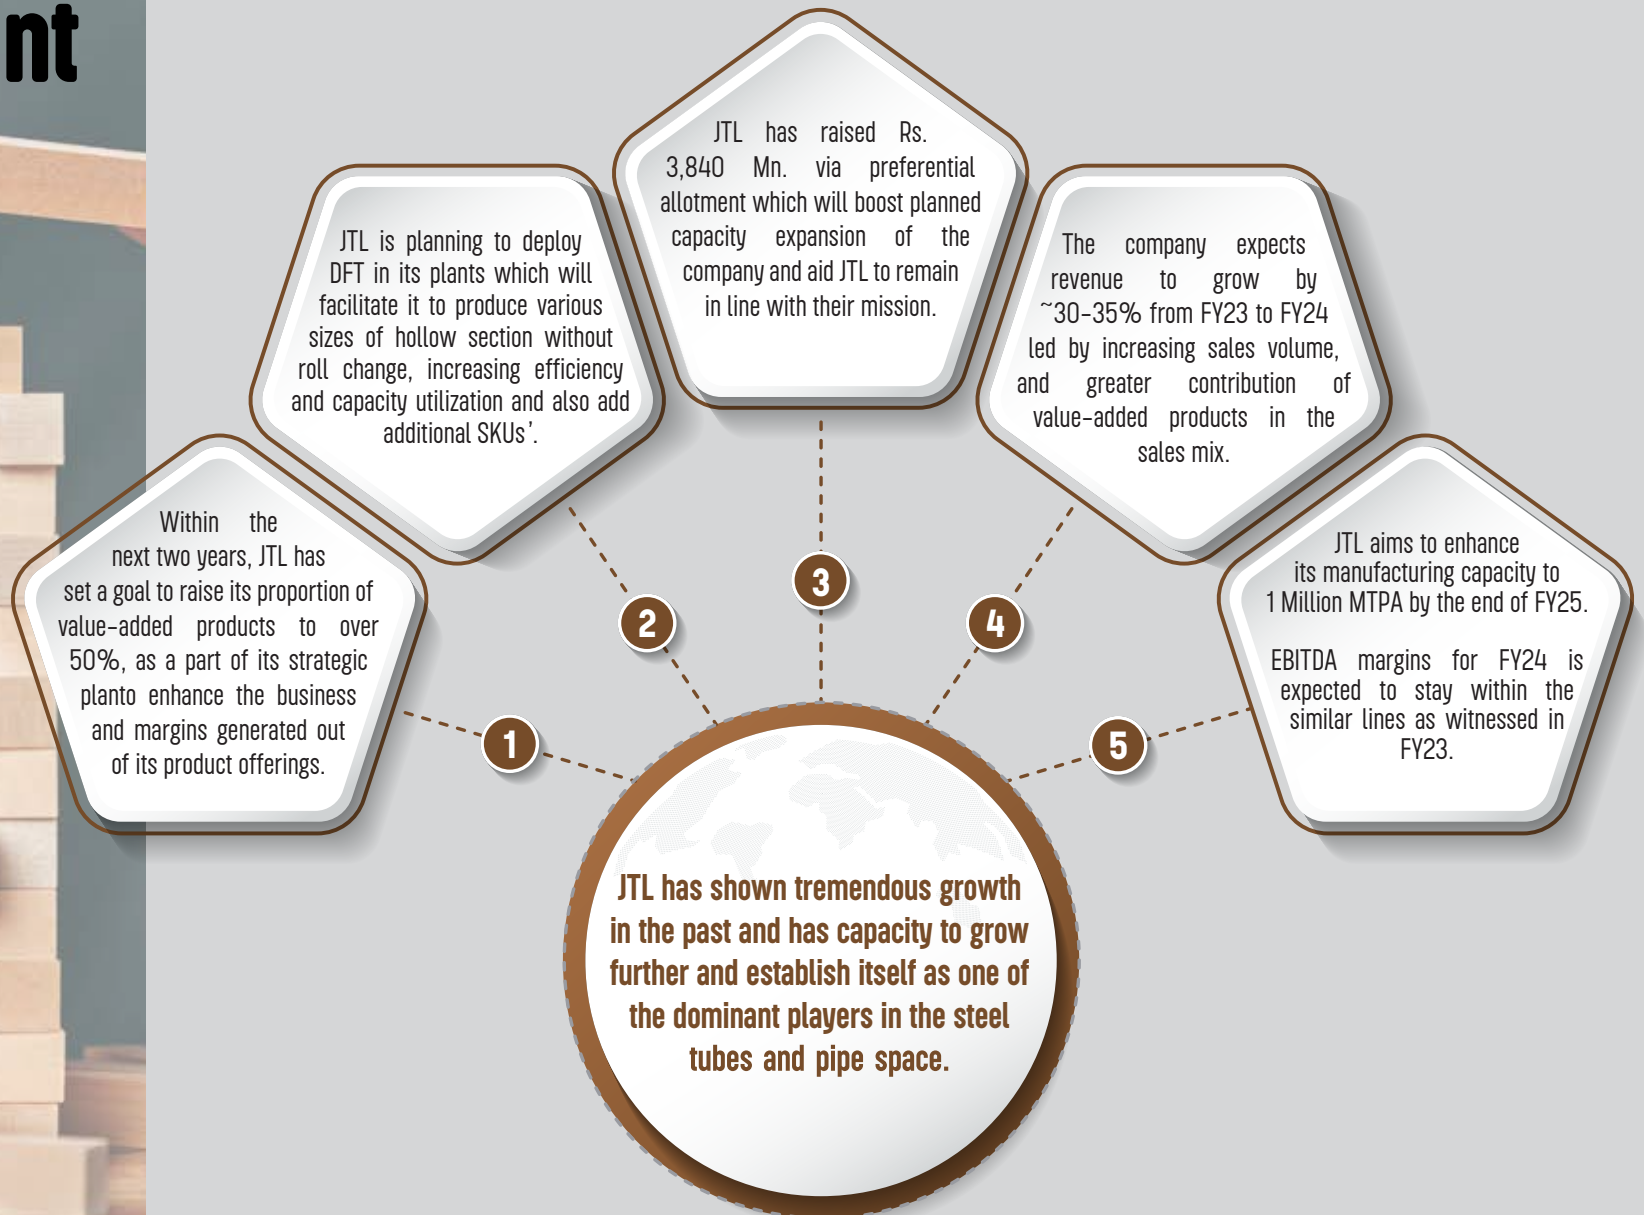 nt
Within the
next two years, JTL has
set a goal to raise its proportion of
value-added products to over
50%, as a part of its strategic
planto enhance the business
and margins generated out
of its product offerings.
JTL is planning to deploy
DFT in its plants which will
facilitate it to produce various
sizes of hollow section without
roll change, increasing efficiency
and capacity utilization and also add
additional SKUs'.
JTL has raised Rs.
3,840 Mn. via preferential
allotment which will boost planned
capacity expansion of the
company and aid JTL to remain
in line with their mission.
The company expects
revenue to grow by
~30-35% from FY23 to FY24
led by increasing sales volume,
and greater contribution of
value-added products in the
sales mix.
JTL aims to enhance
its manufacturing capacity to
1 Million MTPA by the end of FY25.
EBITDA margins for FY24 is
expected to stay within the
similar lines as witnessed in
FY23.
1
2
3
4
5
JTL has shown tremendous growth
in the past and has capacity to grow
further and establish itself as one of
the dominant players in the steel
tubes and pipe space.